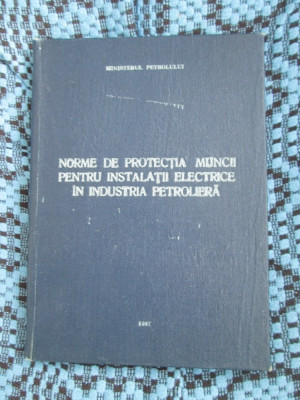 MINISTERUL PETROLULUI
NORME DE PROTECȚIA MUNCII
PENTRU INSTALAȚII ELECTRICE
ÎN INDUSTRIA PETROLIERĂ